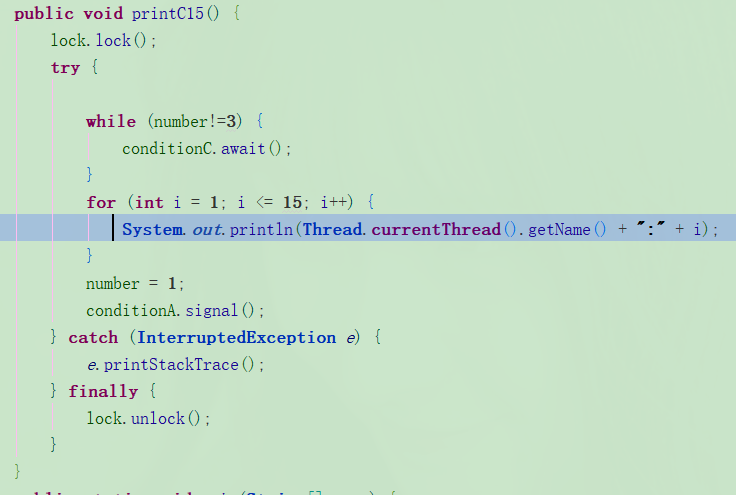 public void printC15() {
lock.lock();
try {
while (number!=3) {
conditionC.await();
}
for (int i = 1; i <= 15; i++) {
System.out.println(Thread.currentThread().getName() + ":" + i);
}
number = 1;
conditionA.signal();
} catch (InterruptedException e) {
e.printStackTrace();
} finally {
lock.unlock();
}
}